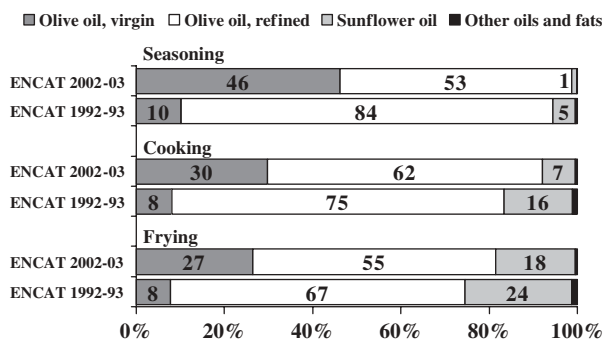 Olive oil, virgin Olive oil, refined Sunflower oil Other oils and fats
Seasoning
ENCAT 2002-03 46 53 1
ENCAT 1992-93 10 84 5
Cooking
ENCAT 2002-03 30 62 7
ENCAT 1992-93 8 75 16
Frying
ENCAT 2002-03 27 55 18
ENCAT 1992-93 8 67 24
0% 20% 40% 60% 80% 100%